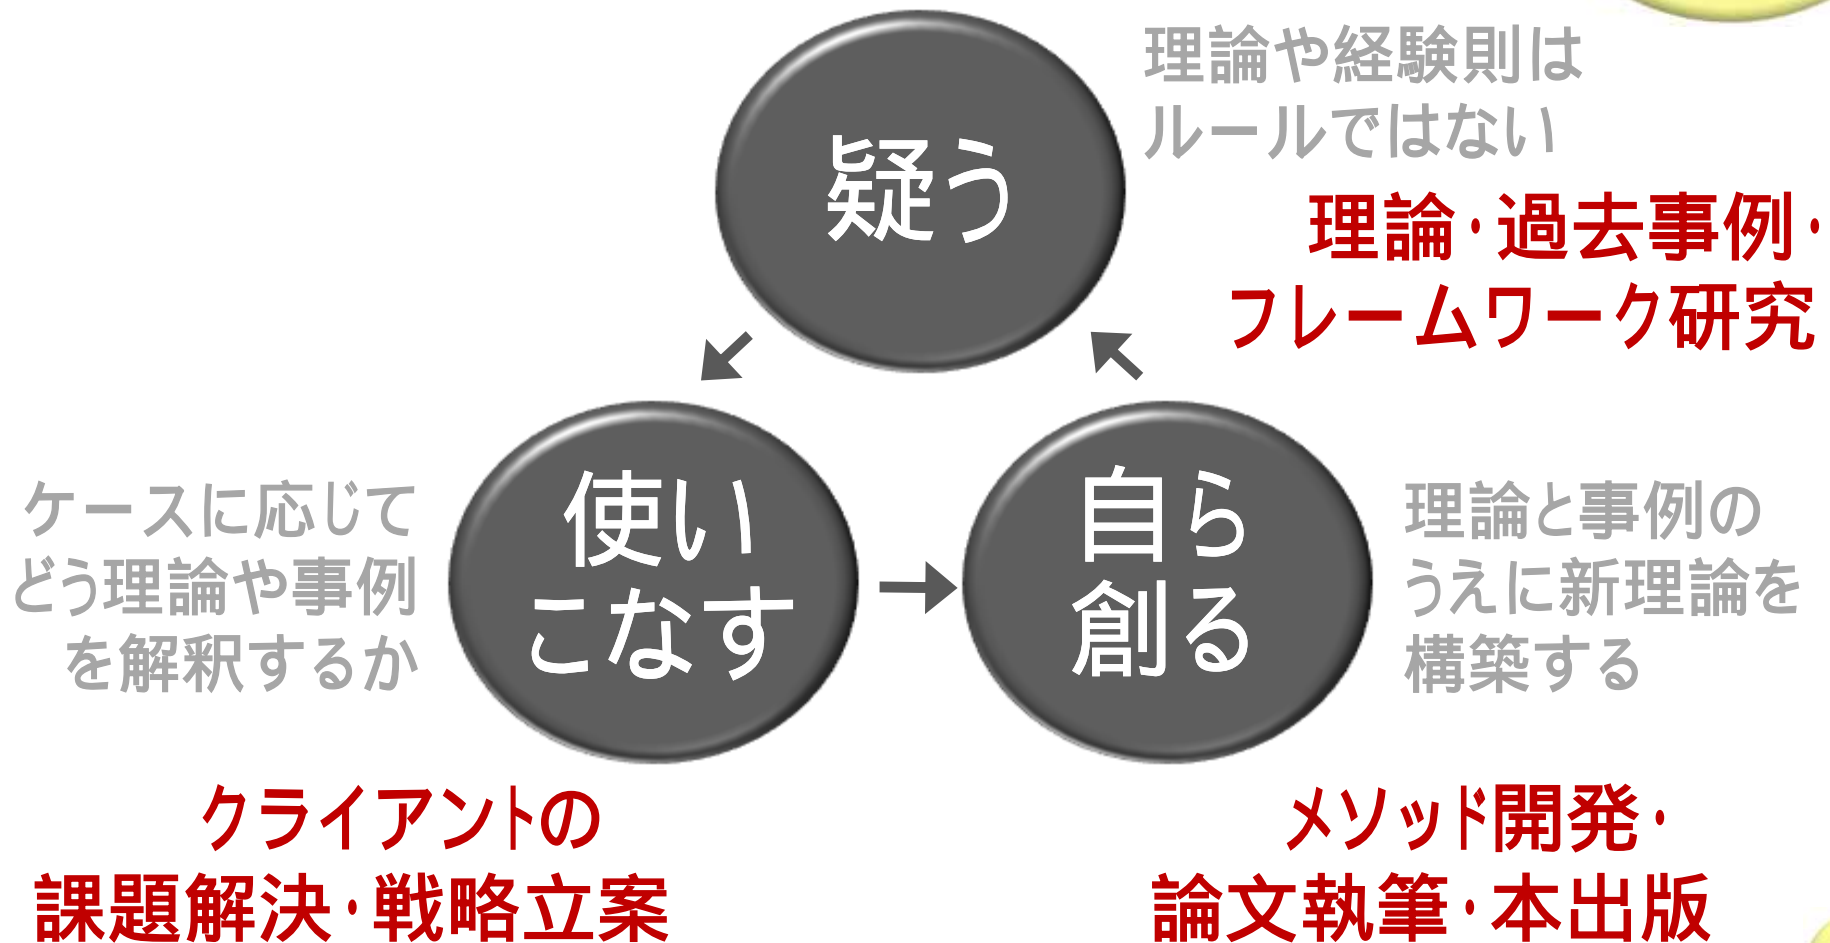 疑う
理論や経験則は
ルールではない
理論・過去事例・
フレームワーク研究
ケースに応じて
どう理論や事例
を解釈するか
使い
こなす
クライアントの
課題解決・戦略立案
自ら
創る
理論と事例の
うえに新理論を
構築する
メソッド開発・
論文執筆・本出版